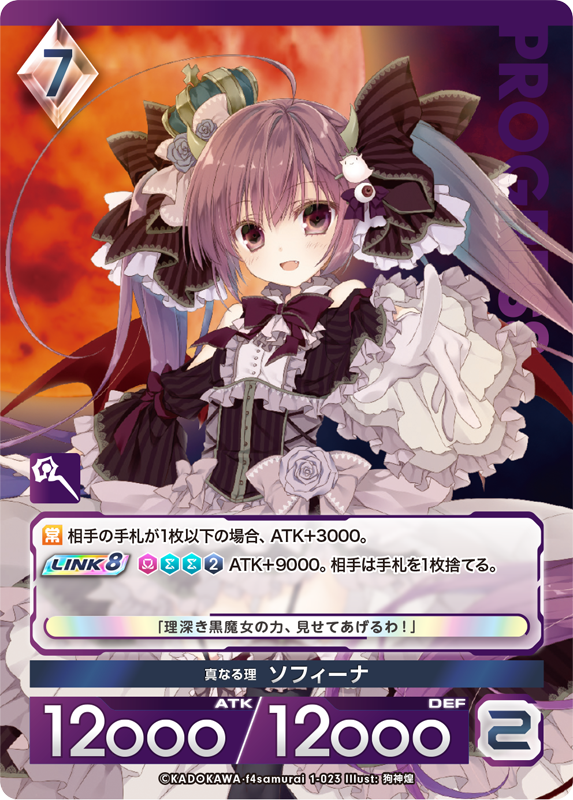 7
PROGRESS
常 相手の手札が1枚以下の場合、ATK+3000。
LINK 8 Ω Σ Σ 2 ATK+9000。相手は手札を1枚捨てる。
「理深き黒魔女の力、見せてあげるわ！」
真なる理 ソフィーナ
ATK DEF
12000/12000 2
©KADOKAWA・f4samurai 1-023 Illust: 狗神煌